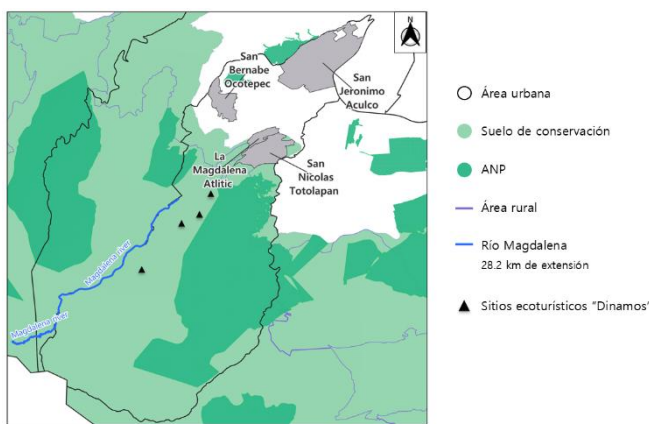 N
San
Bernabe
Ocotepec
San
Jeronimo
Aculco
La
Magdalena
Atlitic
San
Nicolas
Totolapan
Magdalena river
Magdalena river
Área urbana
Suelo de conservación
ANP
Área rural
Río Magdalena
28.2 km de extensión
Sitios ecoturisticos "Dinamos'